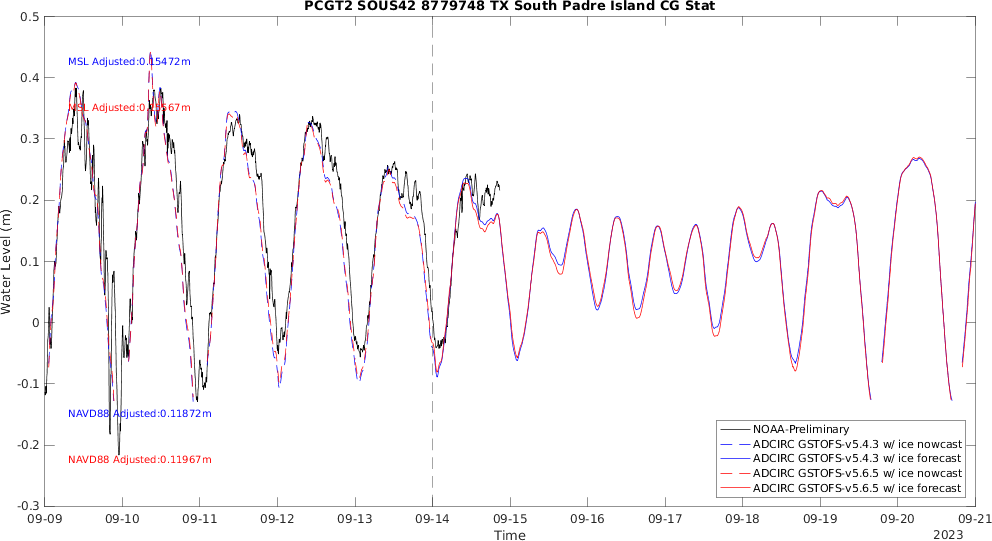 PCGT2 SOUS42 8779748 TX South Padre Island CG Stat
0.5
0.4
0.3
0.2
0.1
0
-0.1
-0.2
-0.3
Water Level (m)
MSL Adjusted:0.15472m
MSL Adjusted:0.15567m
NAVD88 Adjusted:0.11872m
NAVD88 Adjusted:0.11967m
NOAA-Preliminary
ADCIRC GSTOFS-v5.4.3 w/ ice nowcast
ADCIRC GSTOFS-v5.4.3 w/ ice forecast
ADCIRC GSTOFS-v5.6.5 w/ ice nowcast
ADCIRC GSTOFS-v5.6.5 w/ ice forecast
09-09 09-10 09-11 09-12 09-13 09-14 09-15 09-16 09-17 09-18 09-19 09-20 09-21
Time
2023